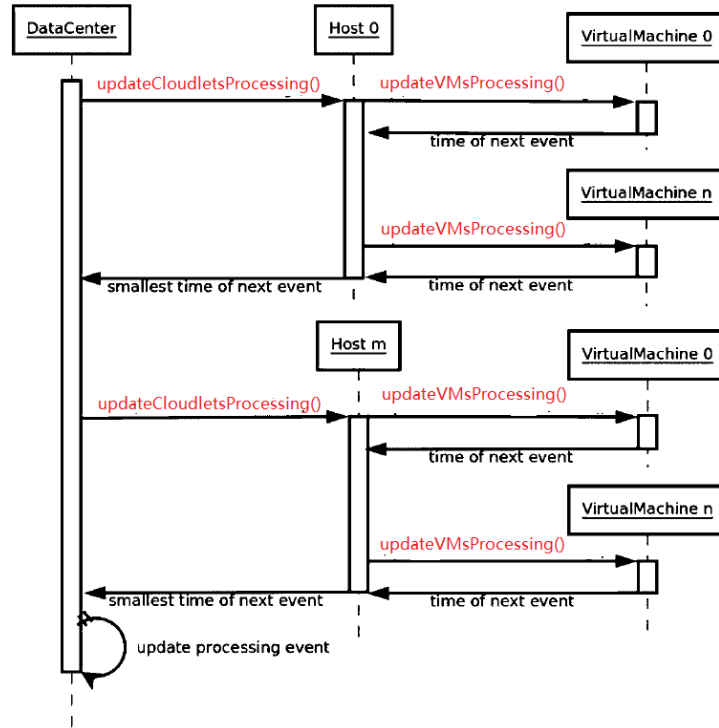 DataCenter
Host 0
VirtualMachine 0
updateCloudletsProcessing()
updateVMsProcessing()
time of next event
VirtualMachine n
updateVMsProcessing()
smallest time of next event
time of next event
Host m
VirtualMachine 0
updateCloudletsProcessing()
updateVMsProcessing()
time of next event
VirtualMachine n
updateVMsProcessing()
smallest time of next event
time of next event
update processing event